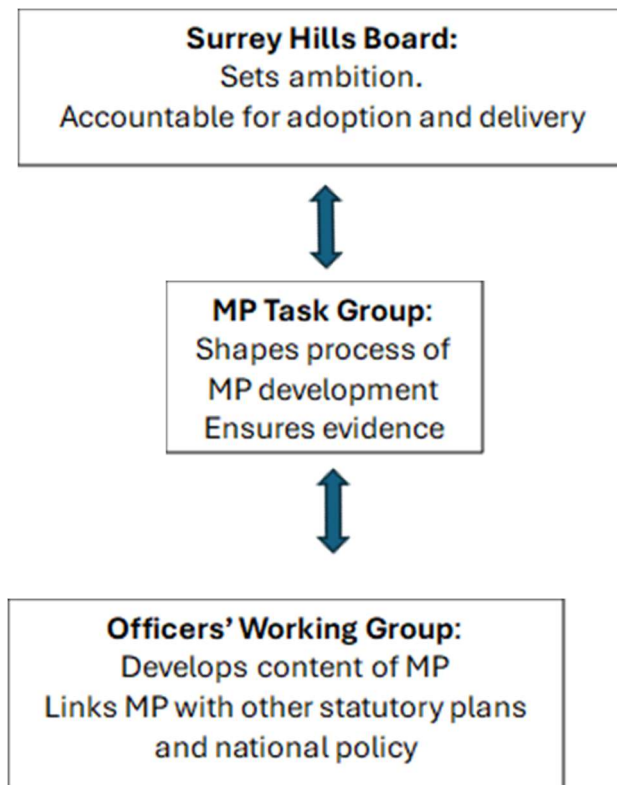 Surrey Hills Board:
Sets ambition.
Accountable for adoption and delivery
MP Task Group:
Shapes process of
MP development
Ensures evidence
Officers’ Working Group:
Develops content of MP
Links MP with other statutory plans
and national policy